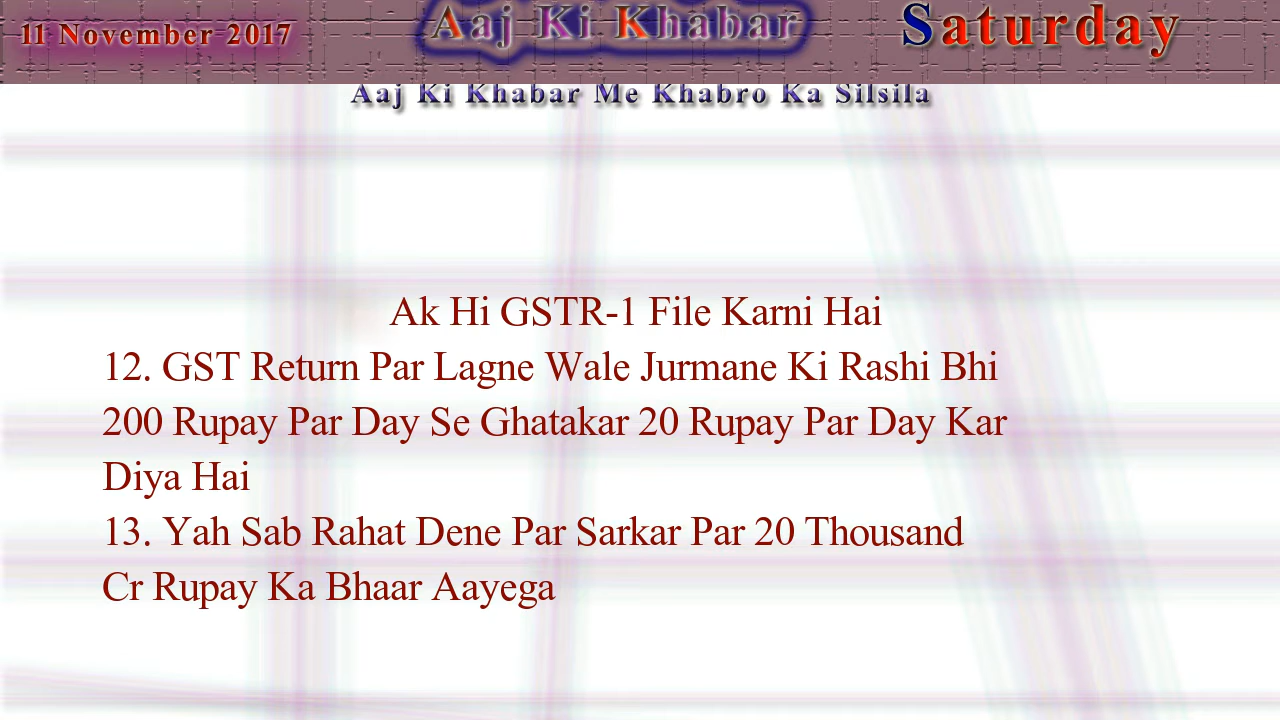 11 November 2017
Aaj Ki Khabar
Saturday
Aaj Ki Khabar Me Khabro Ka Silsila
Ak Hi GSTR-1 File Karni Hai
12. GST Return Par Lagne Wale Jurmane Ki Rashi Bhi
200 Rupay Par Day Se Ghatakar 20 Rupay Par Day Kar
Diya Hai
13. Yah Sab Rahat Dene Par Sarkar Par 20 Thousand
Cr Rupay Ka Bhaar Aayega